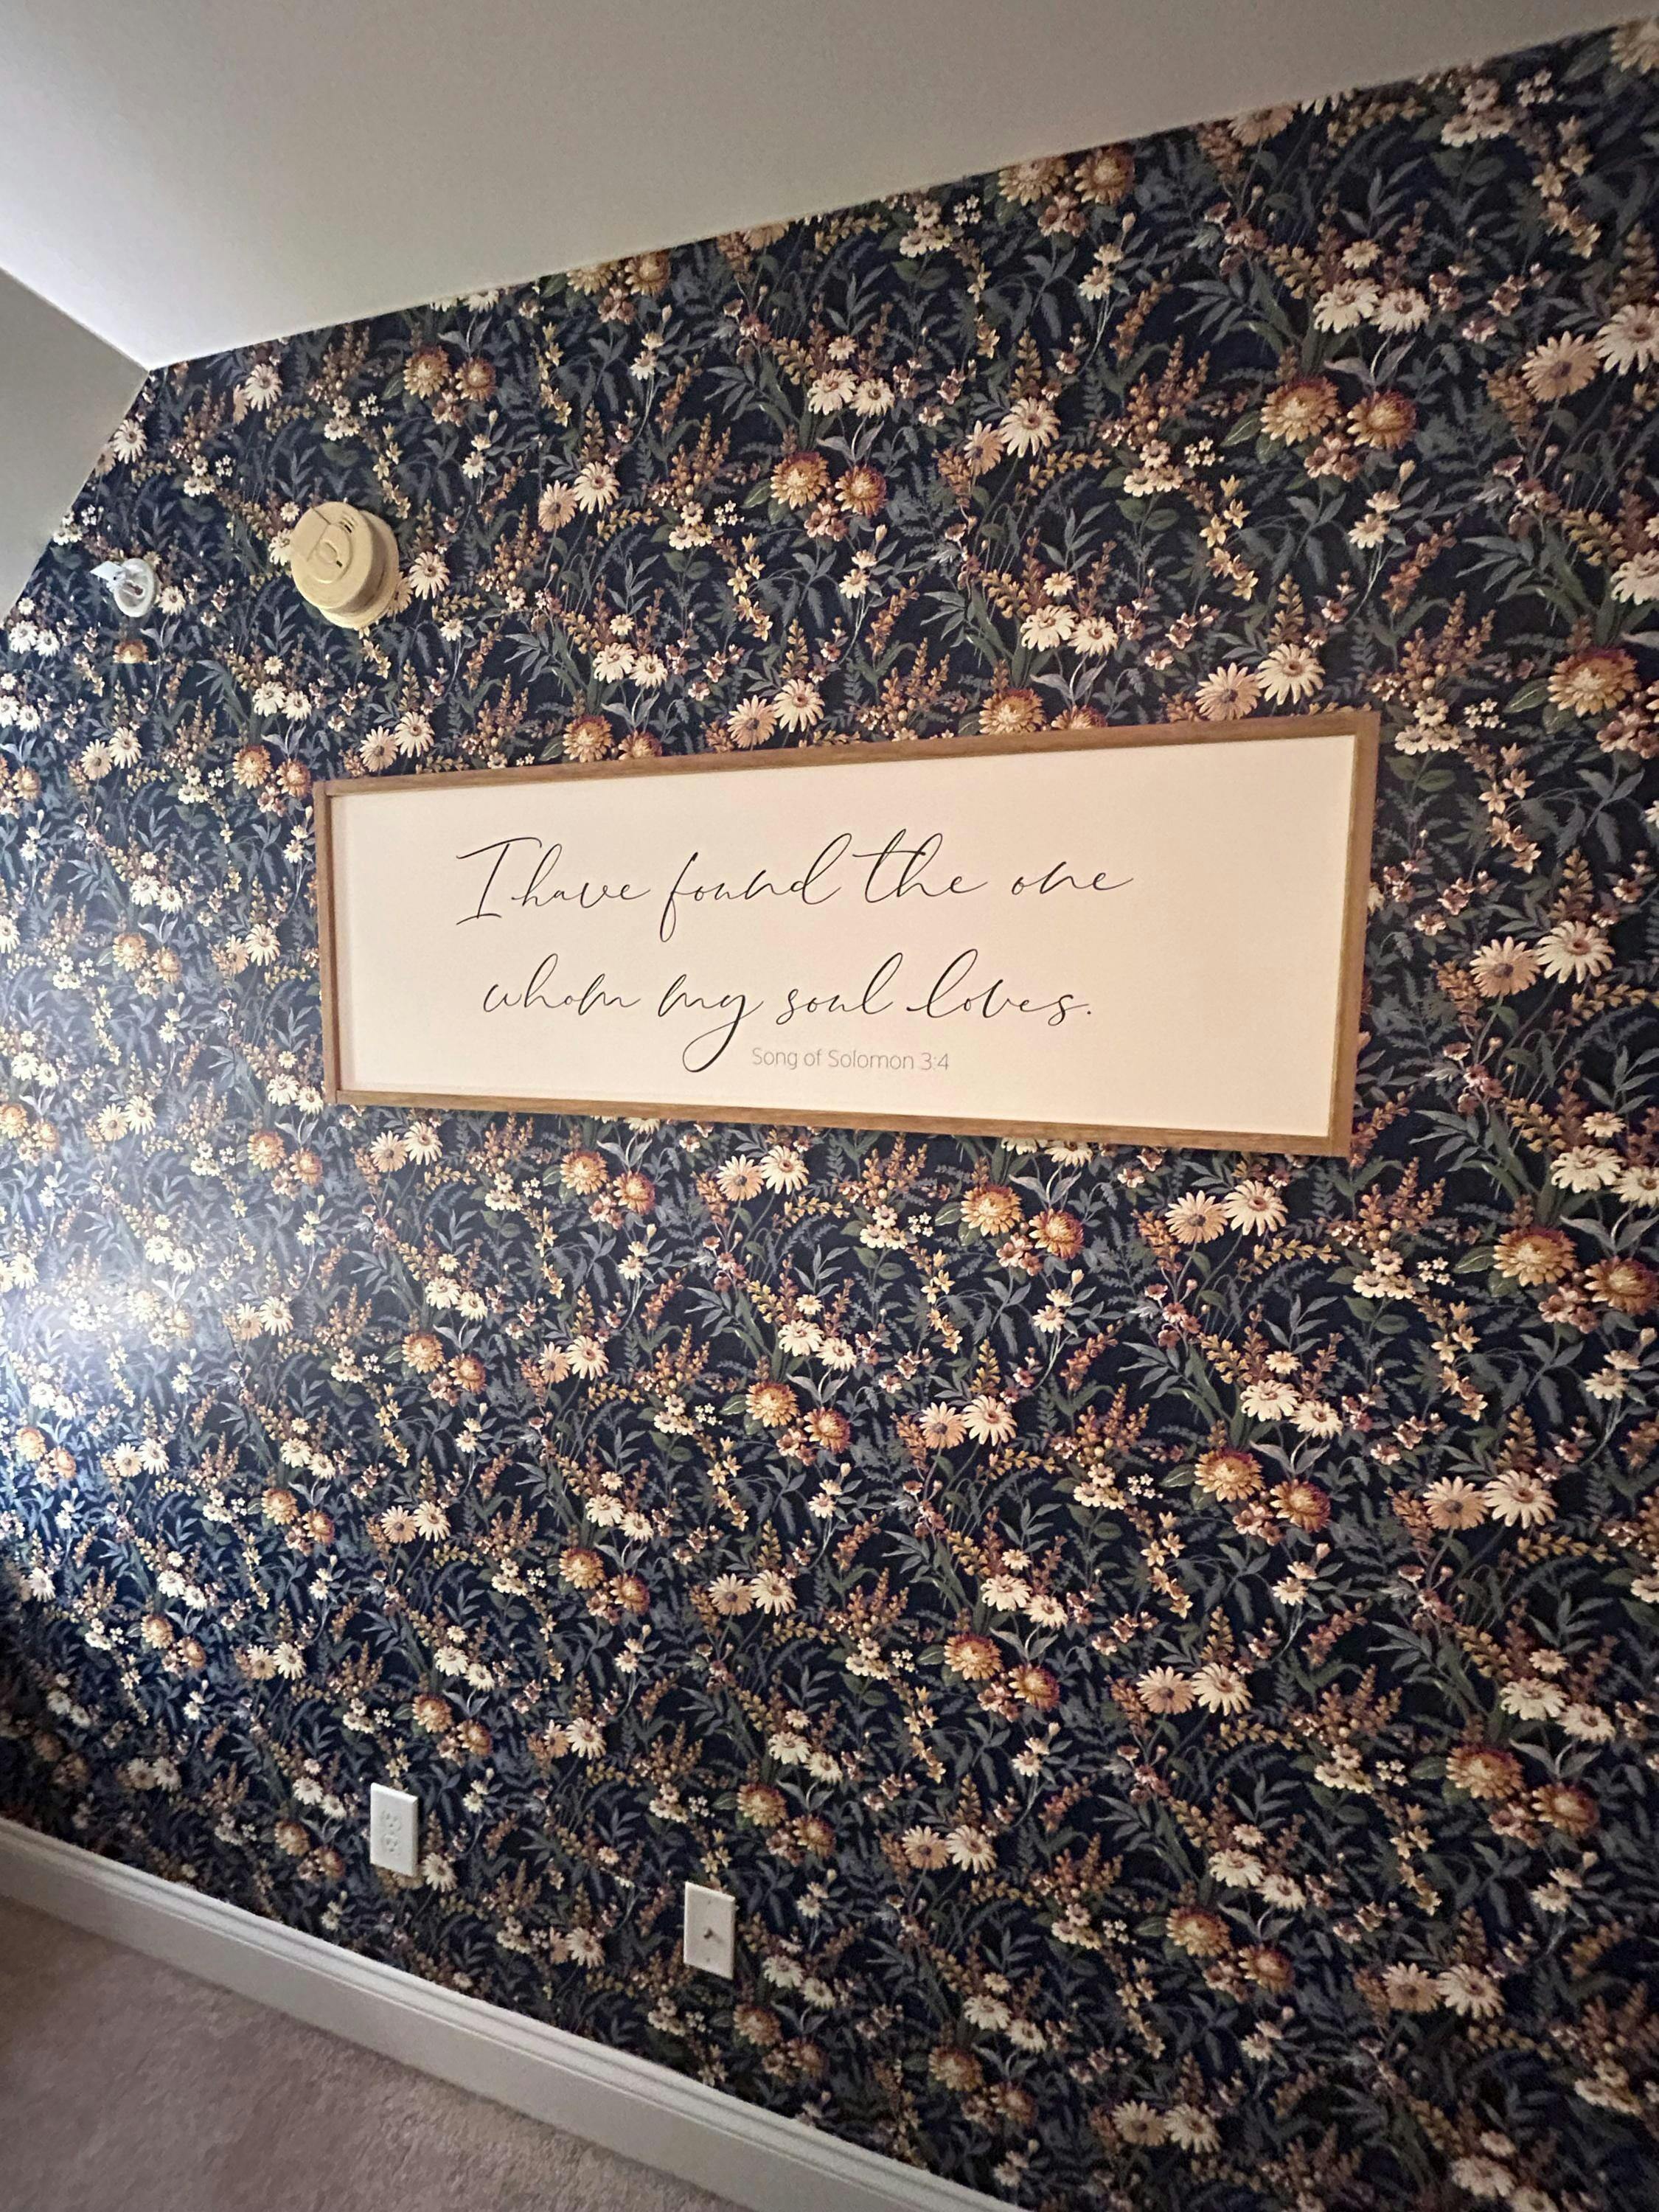 I have found the one
whom my soul loves.
Song of Solomon 3:4